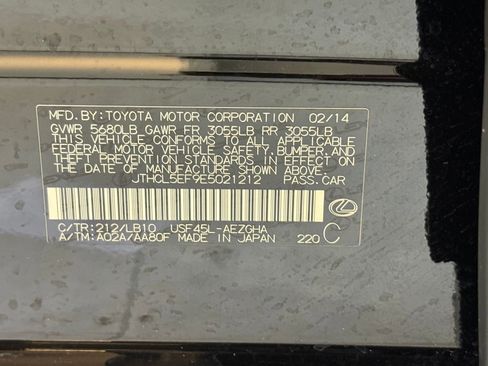 MFD.BY:TOYOTA MOTOR CORPORATION 02/14
GVWR 5680LB GAWR FR 3055LB RR 3055LB
THIS VEHICLE CONFORMS TO ALL APPLICABLE
FEDERAL MOTOR VEHICLE SAFETY, BUMPER,
AND THEFT PREVENTION STANDARDS IN EFFECT ON
THE DATE OF MANUFACTURE SHOWN ABOVE.
JTHCL5EF9E5021212 PASS.CAR
C/TR:212/LB10 USF45L-AEZGHA
A/TM:A02A/AA80F MADE IN JAPAN 220 C